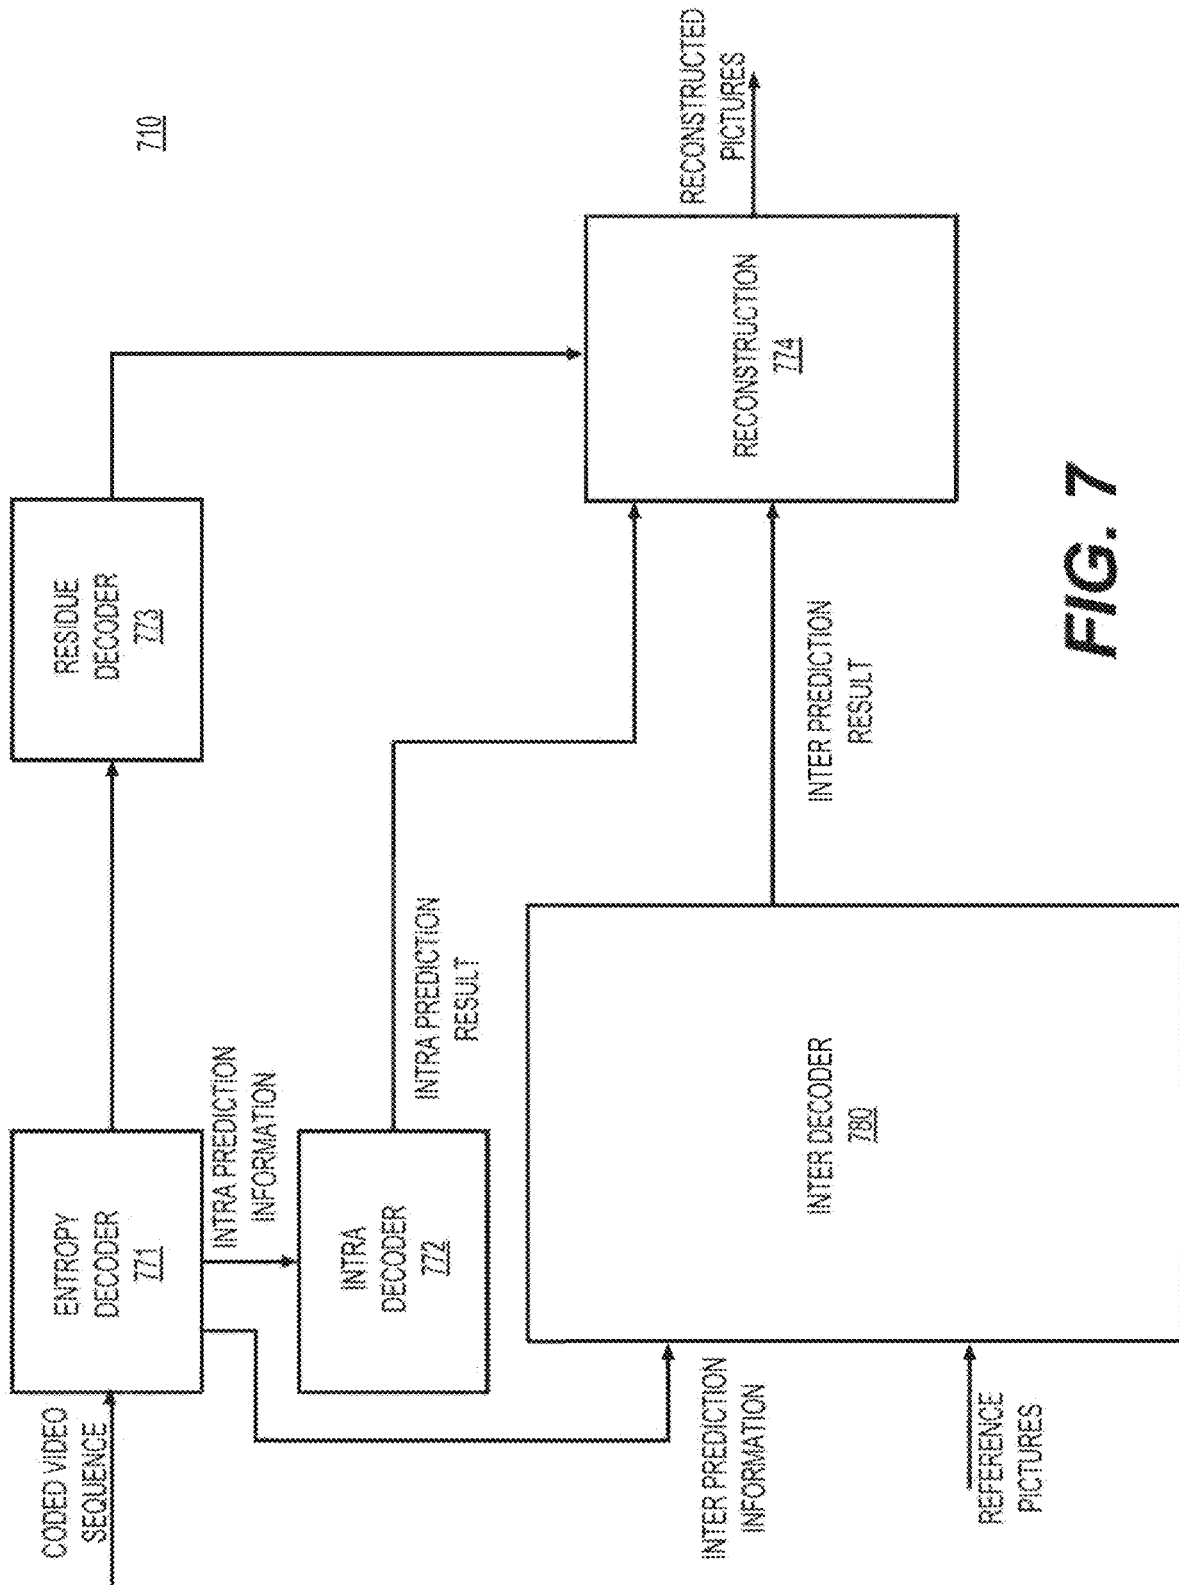 710
CODED VIDEO
SEQUENCE
ENTROPY
DECODER
771
RESIDUE
DECODER
773
INTRA PREDICTION
INFORMATION
INTRA
DECODER
772
INTRA PREDICTION
RESULT
RECONSTRUCTED
PICTURES
RECONSTRUCTION
774
INTER PREDICTION
INFORMATION
INTER DECODER
780
INTER PREDICTION
RESULT
REFERENCE
PICTURES
FIG. 7